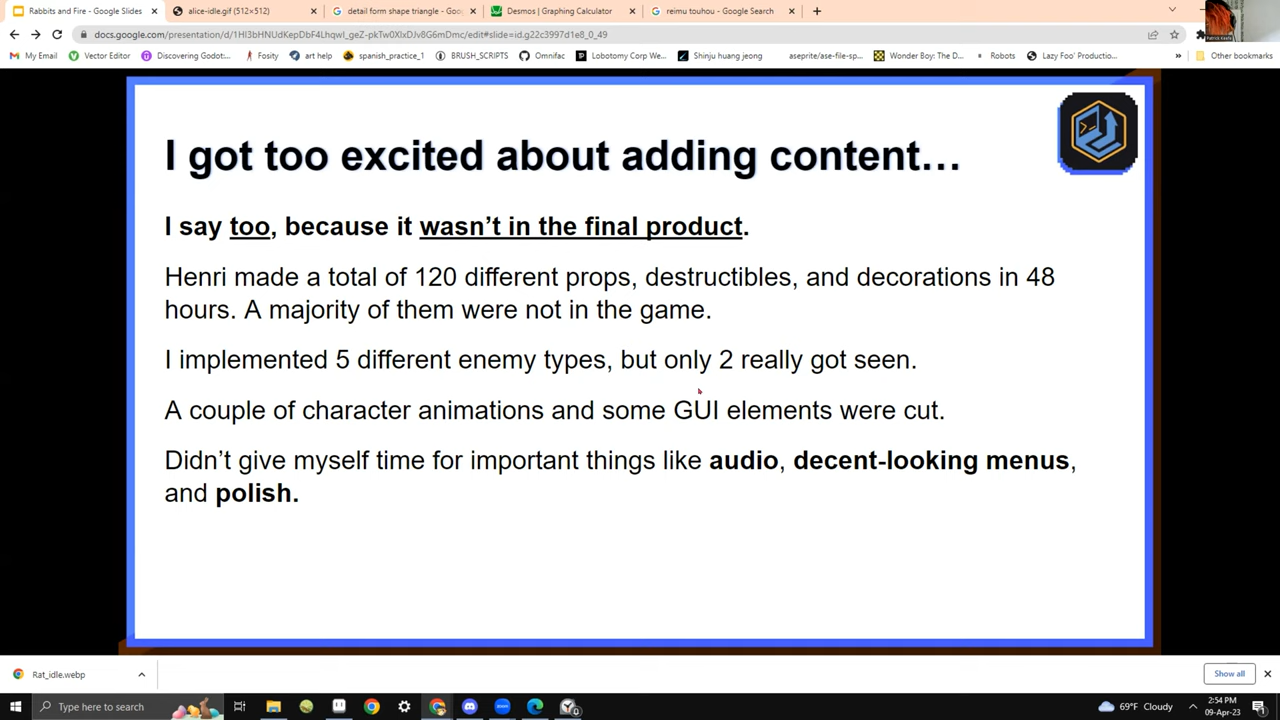 Rabbits and Fire - Google Slides
alice-idle.gif (512×512)
detail form shape triangle - Goo
Desmos | Graphing Calculator
reimu touhou - Google Search
docs.google.com/presentation/d/1HI3bHNUdKepDbF4Lhqwl_geZ-pkTw0XlxDJv8G6mDmc/edit#slide=id.g22c3997d1e8_0_49
My Email
Vector Editor
Discovering Godot:...
Fosity
art help
spanish_practice_1
BRUSH_SCRIPTS
Omnifac
Lobotomy Corp We...
Shinju huang jeong
aseprite/ase-file-sp...
Wonder Boy: The D...
Robots
Lazy Foo' Productio...
Other bookmarks
I got too excited about adding content…
I say too, because it wasn't in the final product.
Henri made a total of 120 different props, destructibles, and decorations in 48
hours. A majority of them were not in the game.
I implemented 5 different enemy types, but only 2 really got seen.
A couple of character animations and some GUI elements were cut.
Didn't give myself time for important things like audio, decent-looking menus,
and polish.
Rat_idle.webp
Show all
Type here to search
69°F Cloudy
2:54 PM
09-Apr-23